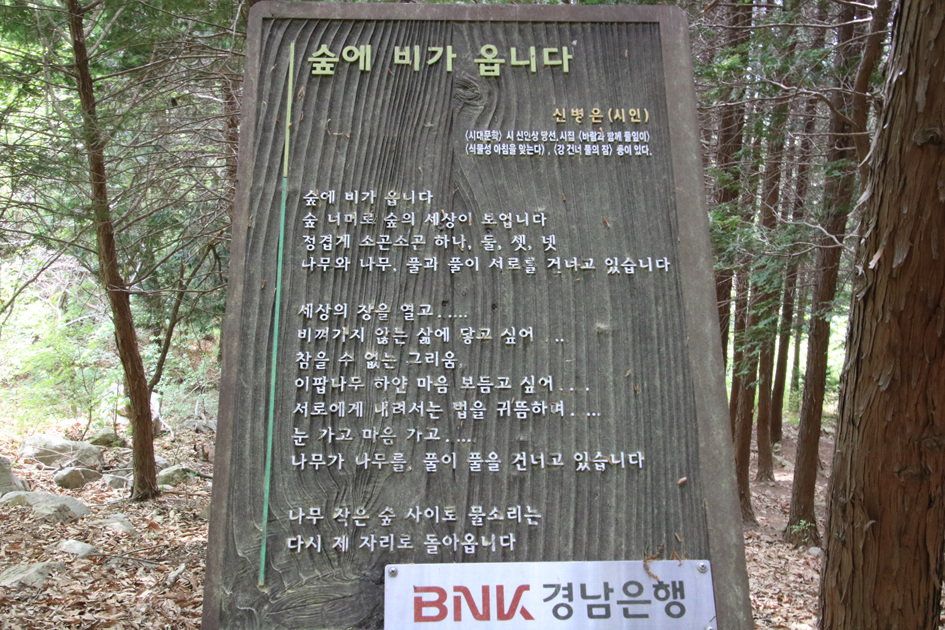 숲에 비가 옵니다
신병은(시인)
〈시대문학〉 시 신인상 당선, 시집 〈바람과 함께 풀잎이〉
〈식물성 아침을 맞는다〉, 〈강 건너 풀의 잠〉 등이 있다.
숲에 비가 옵니다
숲 너머로 숲의 세상이 보업니다
정겹게 소곤소곤 하나, 둘, 셋, 넷
나무와 나무, 풀과 풀이 서로를 건너고 있습니다
세상의 창을 열고......
비껴가지 않는 삶에 닿고 싶어 ...
참을 수 없는 그리움,
이팝나무 하얀 마음 보듬고 싶어....
서로에게 내려서는 법을 귀뜸하며.....
눈 가고 마음 가고.....
나무가 나무를, 풀이 풀을 건너고 있습니다
나무 작은 숲 사이도 물소리는
다시 제 자리로 돌아옵니다
BNK 경남은행